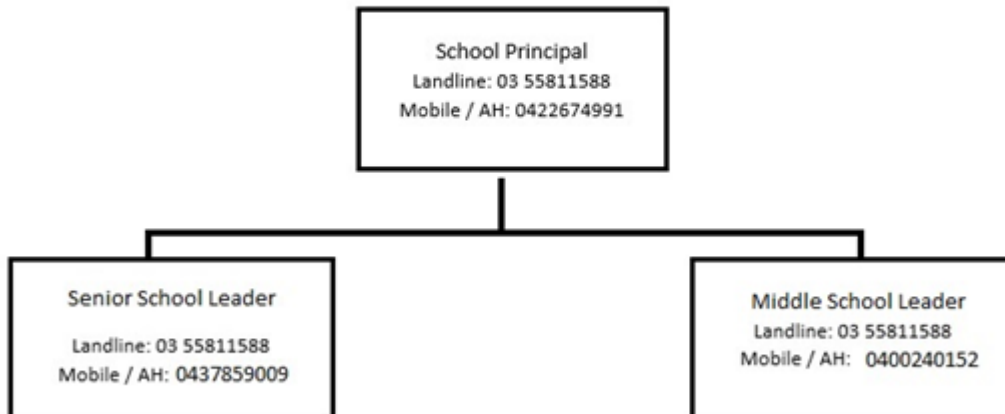 School Principal
Landline: 03 55811588
Mobile / AH: 0422674991
Senior School Leader
Landline: 03 55811588
Mobile / AH: 0437859009
Middle School Leader
Landline: 03 55811588
Mobile / AH: 0400240152